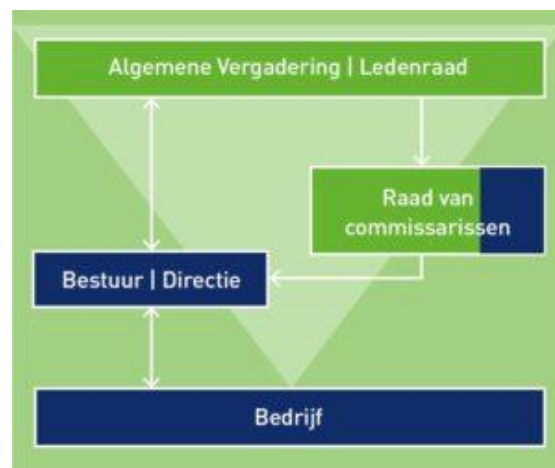 Algemene Vergadering | Ledenraad
Raad van
commissarissen
Bestuur | Directie
Bedrijf